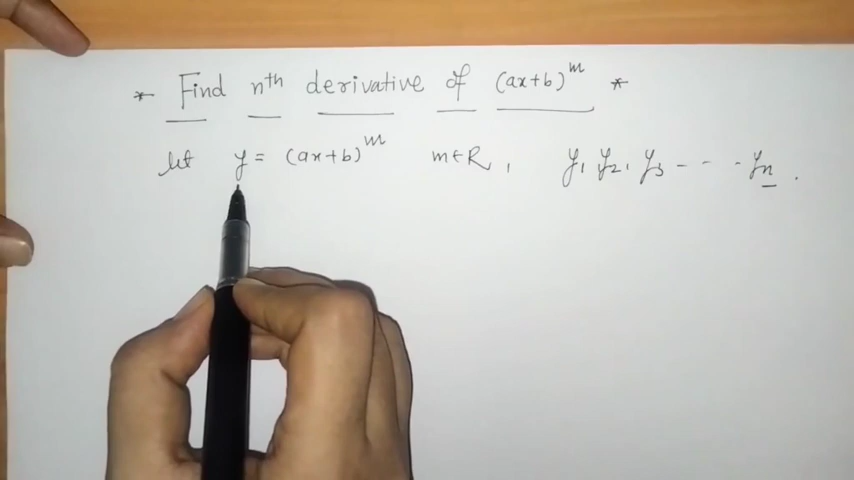 * Find nth derivative of (ax+b)^m *
let y = (ax+b)^m m∈R, y₁ y₂, y₃ - - - - yₙ .